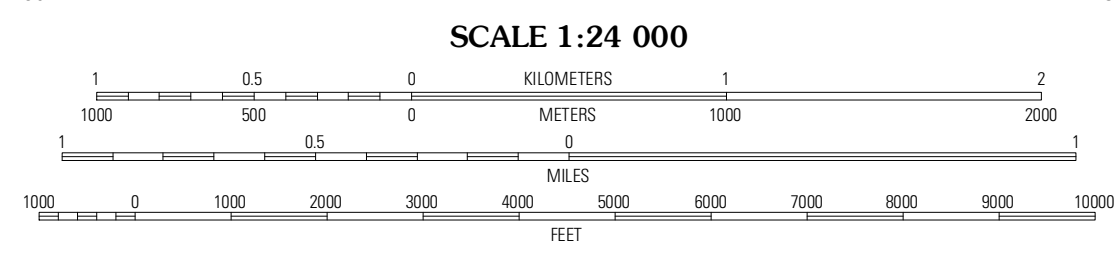 SCALE 1:24 000
1 0.5 0 KILOMETERS 1 2
1000 500 0 METERS 1000 2000
1 0.5 0 1
MILES
1000 0 1000 2000 3000 4000 5000 6000 7000 8000 9000 10000
FEET